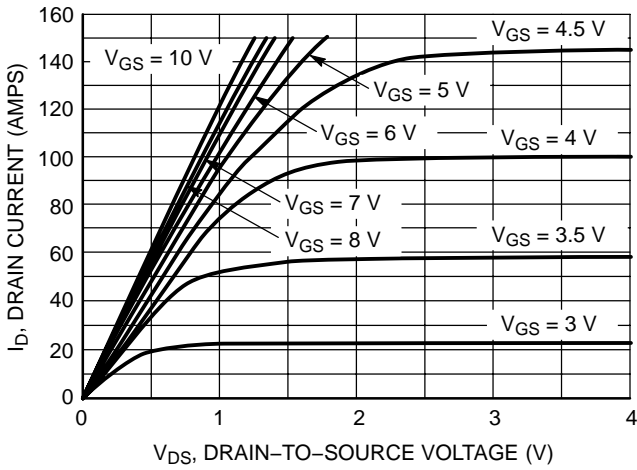 160
140
120
100
80
60
40
20
0
I_D, DRAIN CURRENT (AMPS)
V_GS = 10 V
V_GS = 4.5 V
V_GS = 5 V
V_GS = 6 V
V_GS = 4 V
V_GS = 7 V
V_GS = 8 V
V_GS = 3.5 V
V_GS = 3 V
0 1 2 3 4
V_DS, DRAIN–TO–SOURCE VOLTAGE (V)